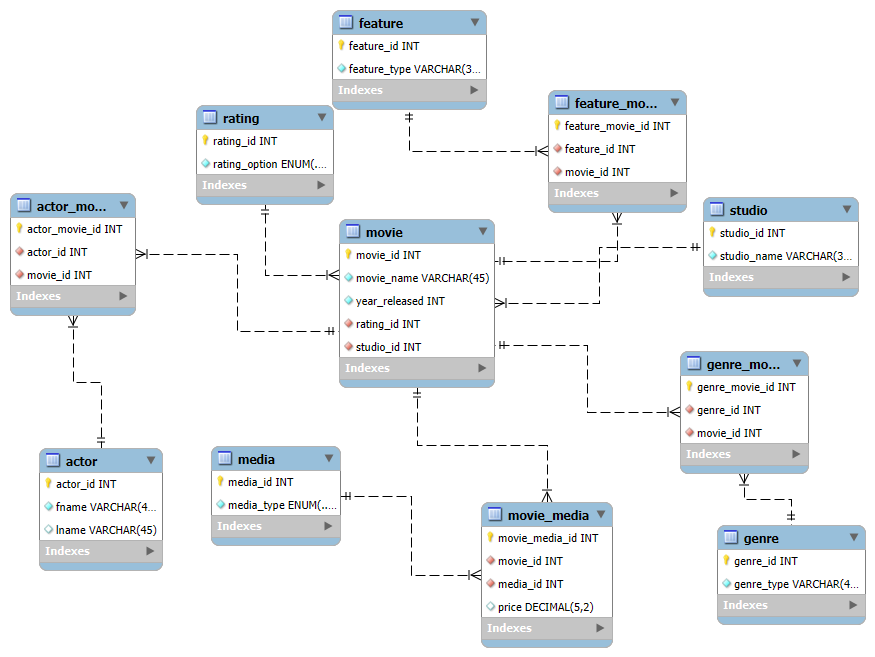 feature
feature_id INT
feature_type VARCHAR(3...
Indexes
rating
rating_id INT
rating_option ENUM(....
Indexes
feature_mo...
feature_movie_id INT
feature_id INT
movie_id INT
Indexes
actor_mo...
actor_movie_id INT
actor_id INT
movie_id INT
Indexes
movie
movie_id INT
movie_name VARCHAR(45)
year_released INT
rating_id INT
studio_id INT
Indexes
studio
studio_id INT
studio_name VARCHAR(3...
Indexes
genre_mo...
genre_movie_id INT
genre_id INT
movie_id INT
Indexes
actor
actor_id INT
fname VARCHAR(4...
lname VARCHAR(45)
Indexes
media
media_id INT
media_type ENUM(.....
Indexes
movie_media
movie_media_id INT
movie_id INT
media_id INT
price DECIMAL(5,2)
Indexes
genre
genre_id INT
genre_type VARCHAR(4...
Indexes